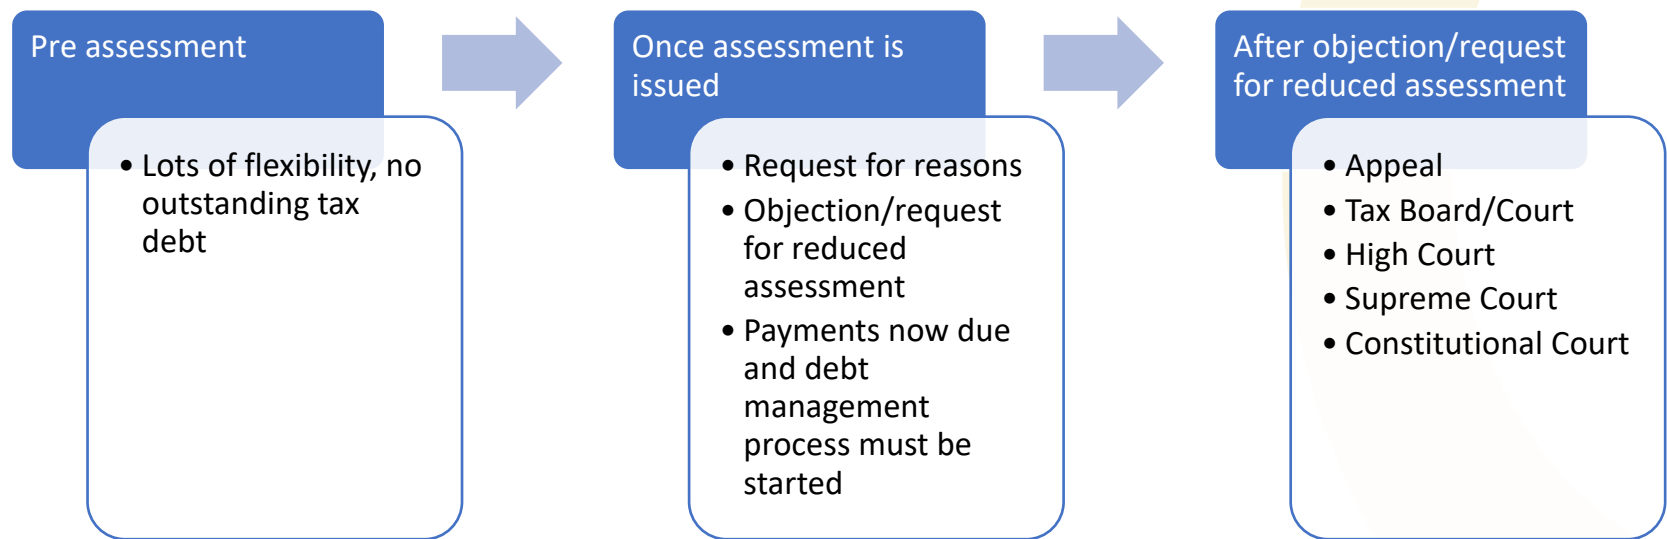 Pre assessment
• Lots of flexibility, no
outstanding tax
debt
Once assessment is
issued
• Request for reasons
• Objection/request
for reduced
assessment
• Payments now due
and debt
management
process must be
started
After objection/request
for reduced assessment
• Appeal
• Tax Board/Court
• High Court
• Supreme Court
• Constitutional Court